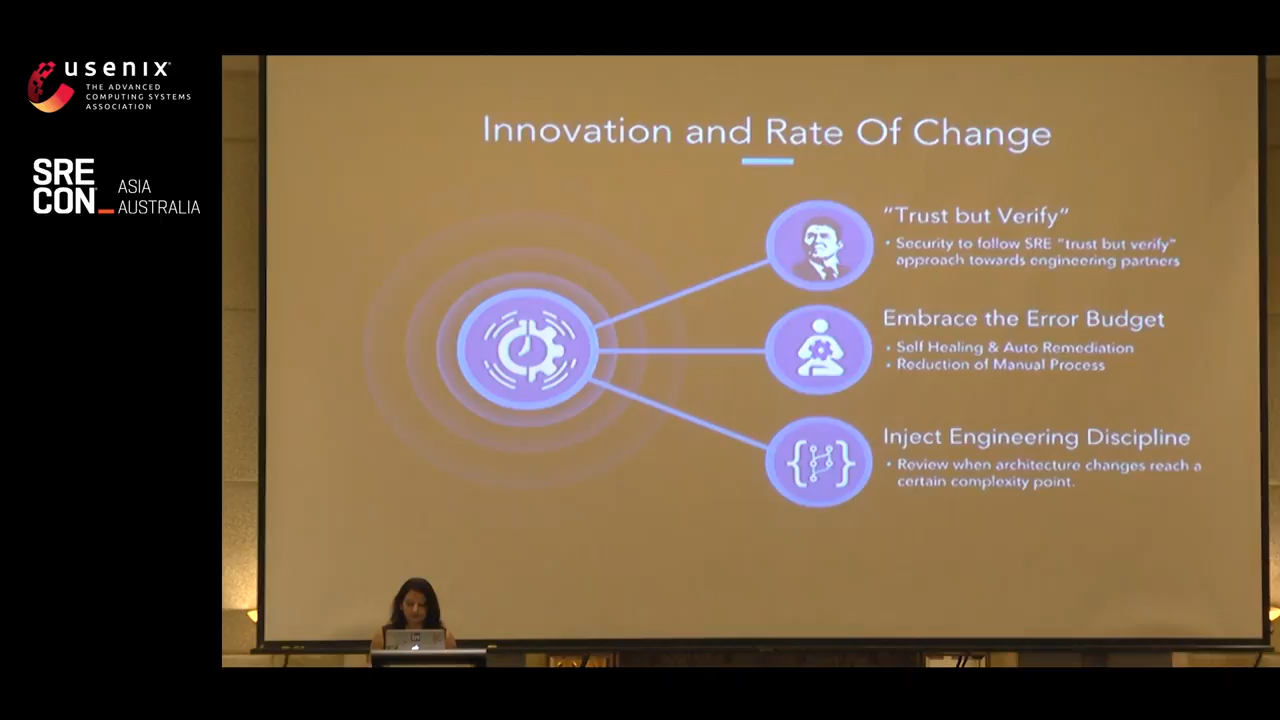 usenix
THE ADVANCED
COMPUTING SYSTEMS
ASSOCIATION
SRE
CON
ASIA
AUSTRALIA
Innovation and Rate Of Change
"Trust but Verify"
• Security to follow SRE "trust but verify"
approach towards engineering partners
Embrace the Error Budget
• Self Healing & Auto Remediation
• Reduction of Manual Process
Inject Engineering Discipline
• Review when architecture changes reach a
certain complexity point.